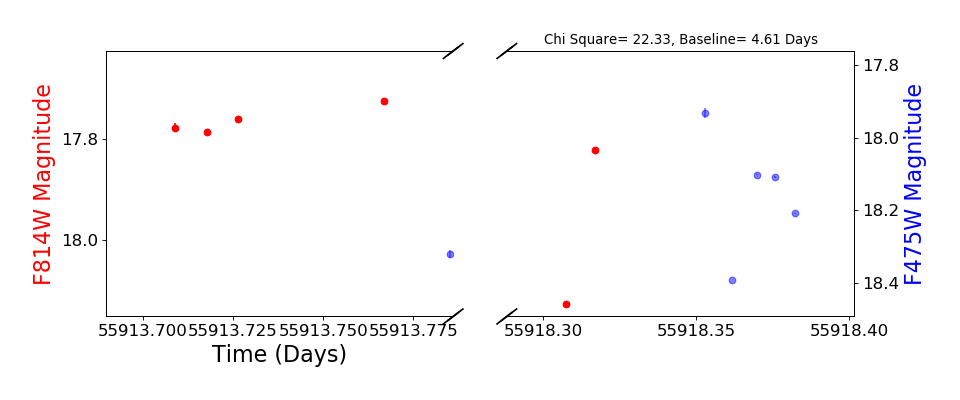 Chi Square= 22.33, Baseline= 4.61 Days
F814W Magnitude
17.8
18.0
17.8
18.0
18.2
18.4
F475W Magnitude
55913.700 55913.725 55913.750 55913.775 55918.30 55918.35 55918.40
Time (Days)